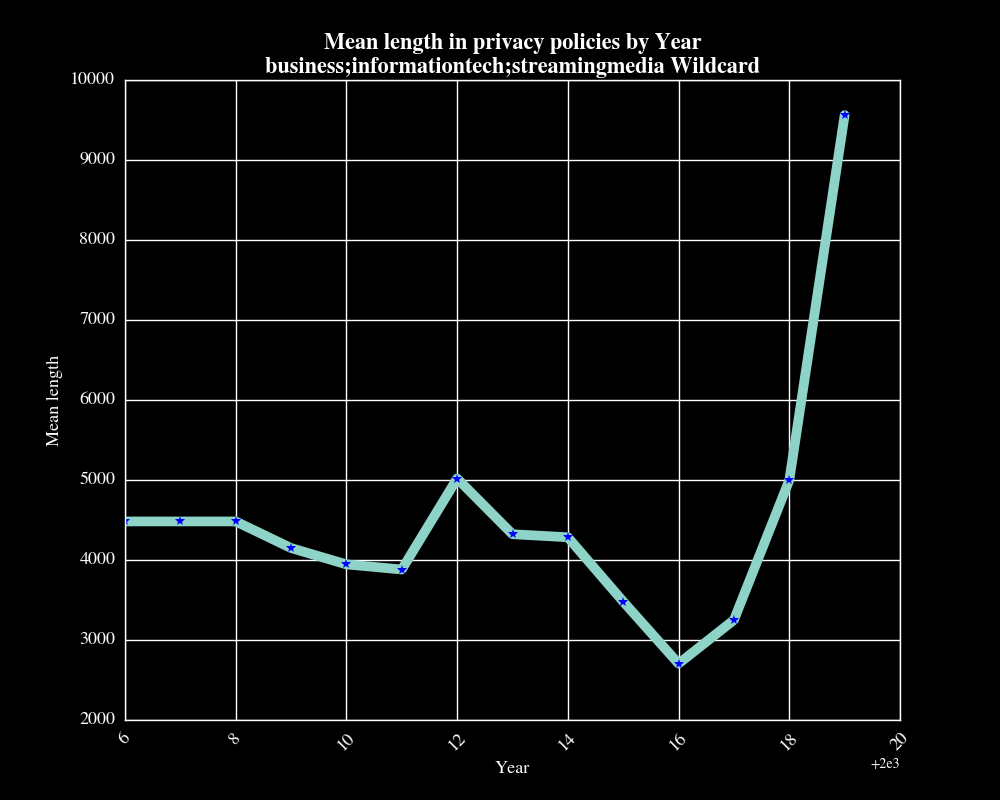 Mean length in privacy policies by Year
business;informationtech;streamingmedia Wildcard
10000
9000
8000
7000
6000
5000
4000
3000
2000
Mean length
6 8 10 12 14 16 18 20
Year
+2e3